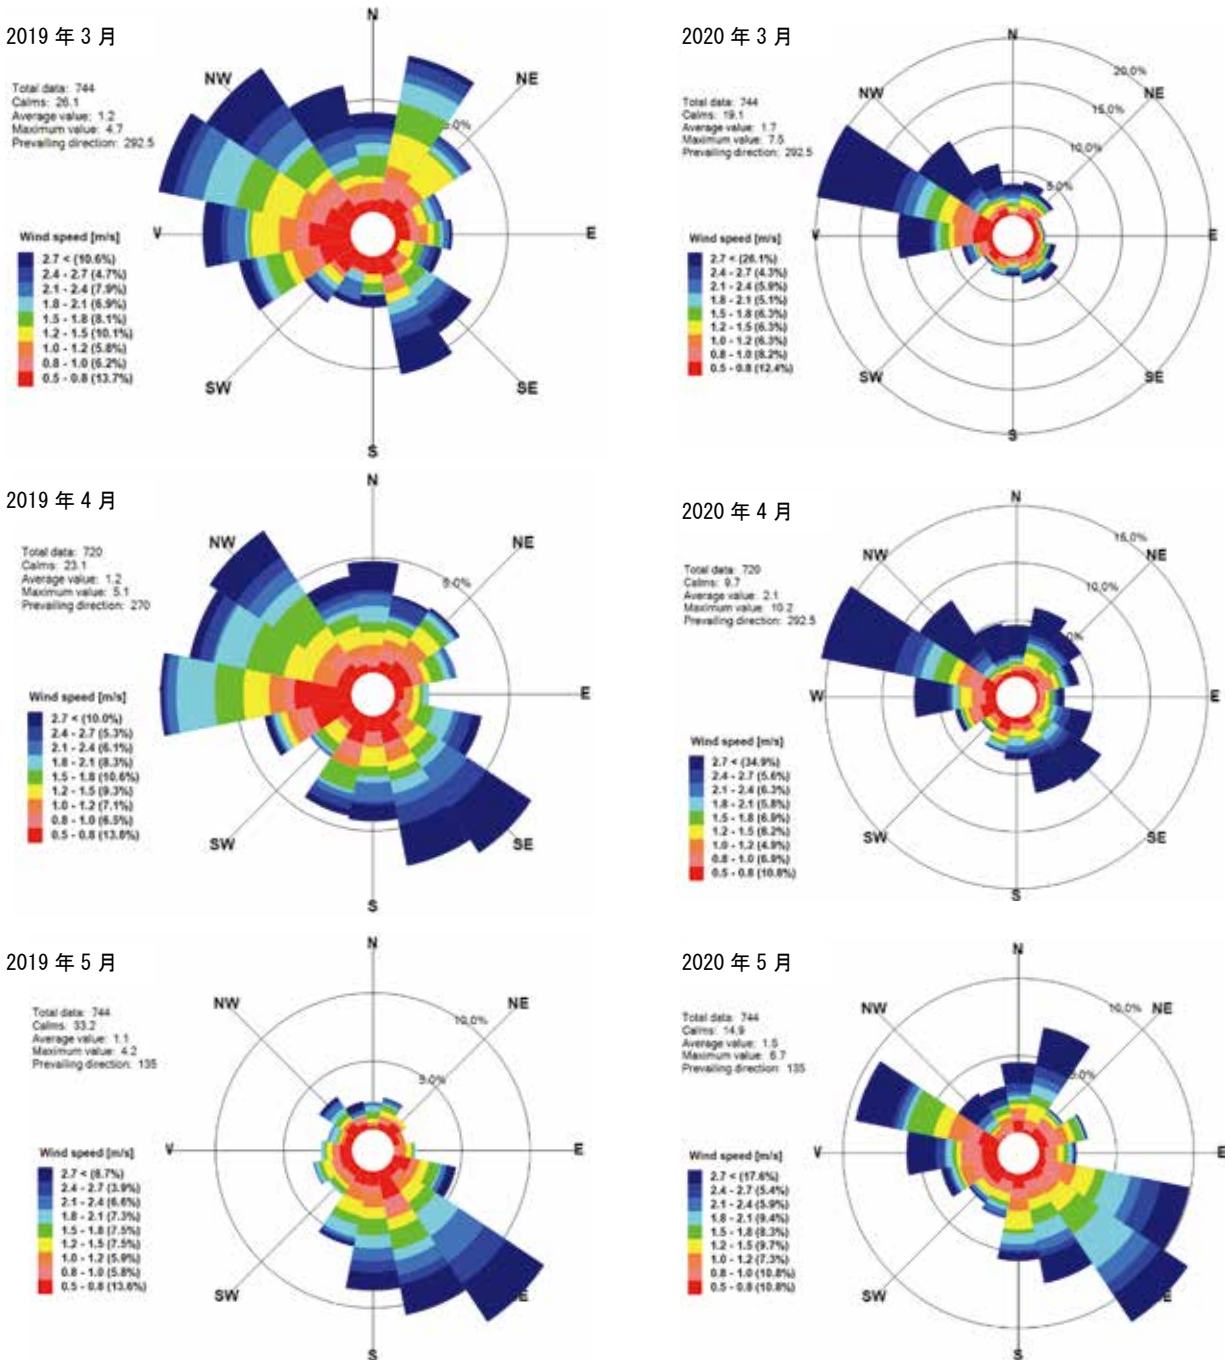 2019 年 3 月
Total data: 744
Calms: 26.1
Average value: 1.2
Maximum value: 4.7
Prevailing direction: 292.5
N
NW
NE
V
E
SW
SE
S
Wind speed [m/s]
2.7 < (10.6%)
2.4 - 2.7 (4.7%)
2.1 - 2.4 (7.9%)
1.8 - 2.1 (6.9%)
1.5 - 1.8 (8.1%)
1.2 - 1.5 (10.1%)
1.0 - 1.2 (5.8%)
0.8 - 1.0 (6.2%)
0.5 - 0.8 (13.7%)
2020 年 3 月
Total data: 744
Calms: 19.1
Average value: 1.7
Maximum value: 7.5
Prevailing direction: 292.5
N
20.0%
NW
NE
15.0%
10.0%
5.0%
V
E
SW
SE
S
Wind speed [m/s]
2.7 < (26.1%)
2.4 - 2.7 (4.3%)
2.1 - 2.4 (5.9%)
1.8 - 2.1 (5.1%)
1.5 - 1.8 (6.3%)
1.2 - 1.5 (6.3%)
1.0 - 1.2 (6.3%)
0.8 - 1.0 (8.2%)
0.5 - 0.8 (12.4%)
2019 年 4 月
Total data: 720
Calms: 23.1
Average value: 1.2
Maximum value: 5.1
Prevailing direction: 270
N
NW
NE
5.0%
E
SW
SE
S
Wind speed [m/s]
2.7 < (10.0%)
2.4 - 2.7 (5.3%)
2.1 - 2.4 (6.1%)
1.8 - 2.1 (8.3%)
1.5 - 1.8 (10.6%)
1.2 - 1.5 (9.3%)
1.0 - 1.2 (7.1%)
0.8 - 1.0 (6.5%)
0.5 - 0.8
2020 年 4 月
Total data: 720
Calms: 9.7
Average value: 2.1
Maximum value: 10.2
Prevailing direction: 292.5
N
15.0%
NW
NE
10.0%
W
E
SW
SE
S
Wind speed [m/s]
2.7 < (34.9%)
2.4 - 2.7 (5.6%)
2.1 - 2.4 (6.3%)
1.8 - 2.1 (5.8%)
1.5 - 1.8 (6.9%)
1.2 - 1.5 (8.2%)
1.0 - 1.2 (4.9%)
0.8 - 1.0 (6.9%)
0.5 - 0.8 (10.8%)
2019 年 5 月
Total data: 744
Calms: 33.2
Average value: 1.1
Maximum value: 4.2
Prevailing direction: 135
N
NW
NE
10.0%
5.0%
V
E
SW
SE
S
Wind speed [m/s]
2.7 < (8.7%)
2.4 - 2.7 (3.9%)
2.1 - 2.4 (6.6%)
1.8 - 2.1 (7.3%)
1.5 - 1.8 (7.5%)
1.2 - 1.5 (7.5%)
1.0 - 1.2 (5.9%)
0.8 - 1.0 (5.8%)
0.5 - 0.8 (13.6%)
2020 年 5 月
Total data: 744
Calms: 14.9
Average value: 1.5
Maximum value: 6.7
Prevailing direction: 135
N
NW
NE
10.0%
V
E
SW
S
Wind speed [m/s]
2.7 < (17.6%)
2.4 - 2.7 (5.4%)
2.1 - 2.4 (5.9%)
1.8 - 2.1 (9.4%)
1.5 - 1.8 (8.3%)
1.2 - 1.5 (9.7%)
1.0 - 1.2 (7.3%)
0.8 - 1.0 (10.8%)
0.5 - 0.8 (10.8%)